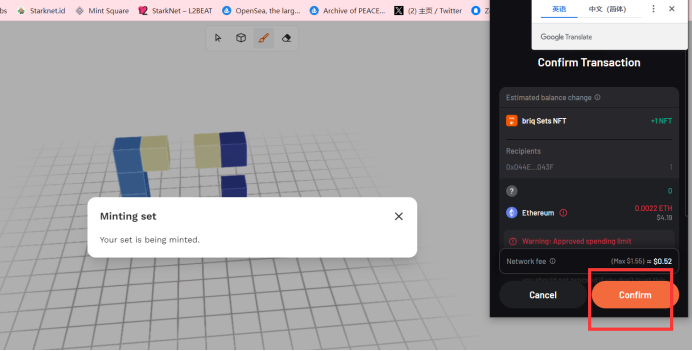 bs Starknet.id Mint Square StarkNet – L2BEAT OpenSea, the larg... Archive of PEACE... (2) 主页 / Twitter
英语 中文（简体）
Google Translate
Confirm Transaction
Estimated balance change
briq Sets NFT +1 NFT
Recipients
0x044E...043F 1
? 0
Ethereum 0.0022 ETH
$4.19
Warning: Approved spending limit
Network fee (Max $1.55) ≈ $0.52
Cancel Confirm
Minting set
Your set is being minted.